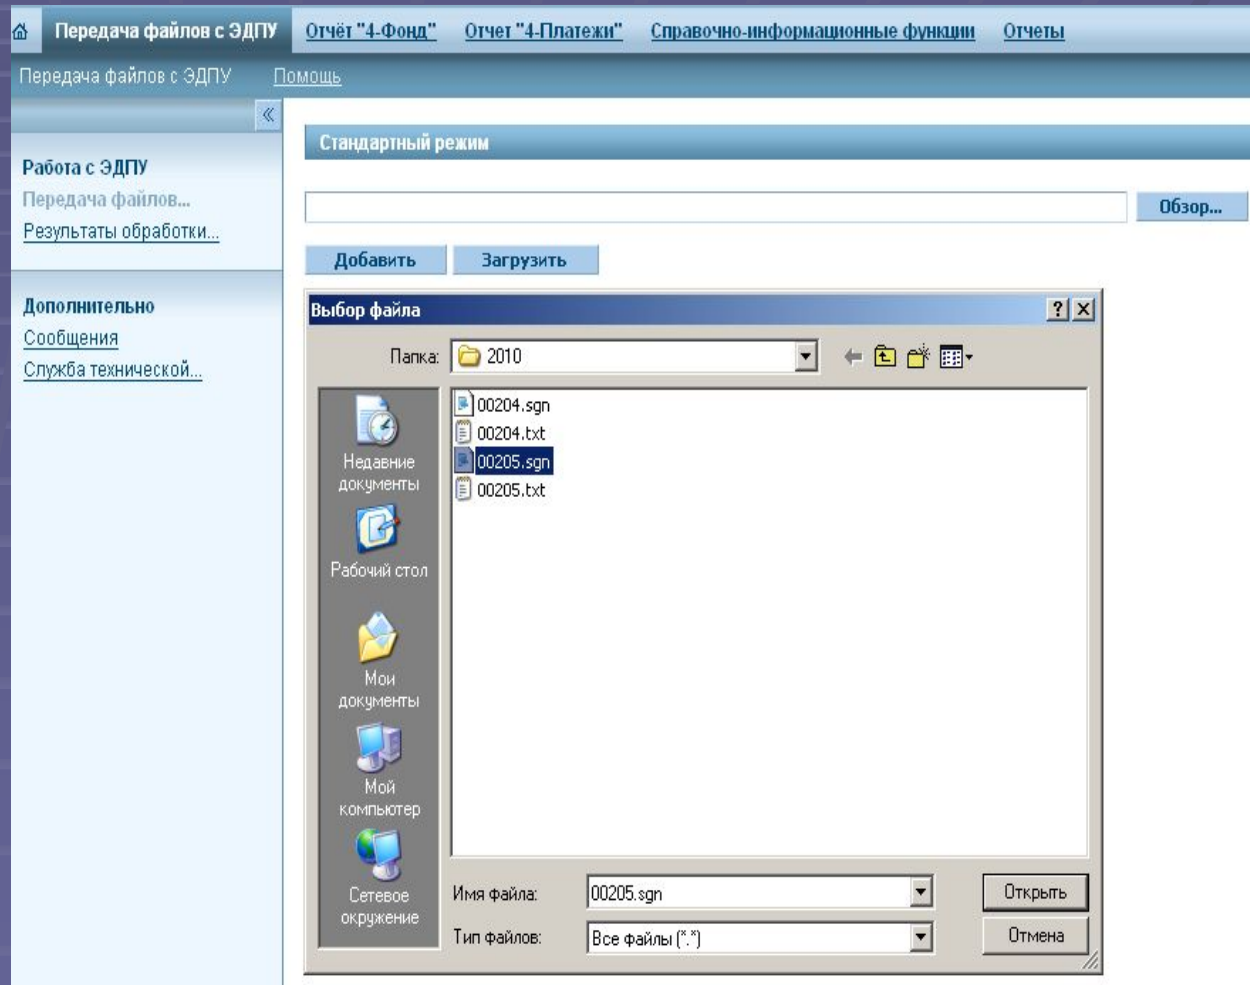 Передача файлов с ЭДПУ Отчёт "4-Фонд" Отчет "4-Платежи" Справочно-информационные функции Отчеты
Передача файлов с ЭДПУ Помощь
«
Стандартный режим
Работа с ЭДПУ
Передача файлов...
Результаты обработки...
Обзор...
Добавить Загрузить
Дополнительно
Сообщения
Служба технической...
Выбор файла
Папка: 2010
00204.sgn
00204.txt
00205.sgn
00205.txt
Недавние
документы
Рабочий стол
Мои
документы
Мой
компьютер
Сетевое
окружение
Имя файла: 00205.sgn Открыть
Тип файлов: Все файлы (*.*) Отмена